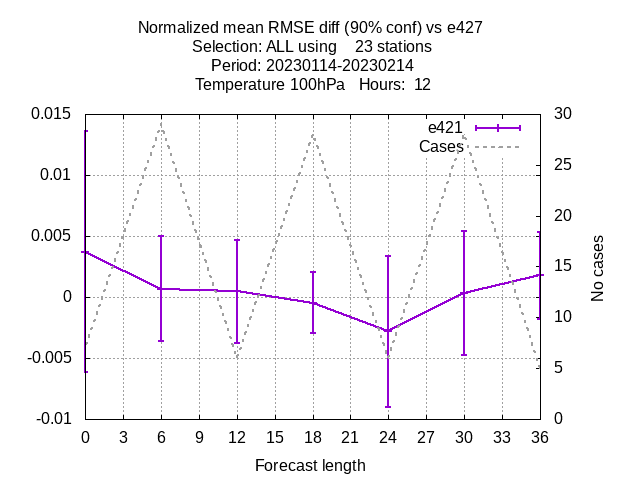 Normalized mean RMSE diff (90% conf) vs e427
Selection: ALL using    23 stations
Period: 20230114-20230214
Temperature 100hPa   Hours:  12
0.015
0.01
0.005
0
-0.005
-0.01
30
25
20
15
10
5
0
e421
Cases
No cases
0 3 6 9 12 15 18 21 24 27 30 33 36
Forecast length